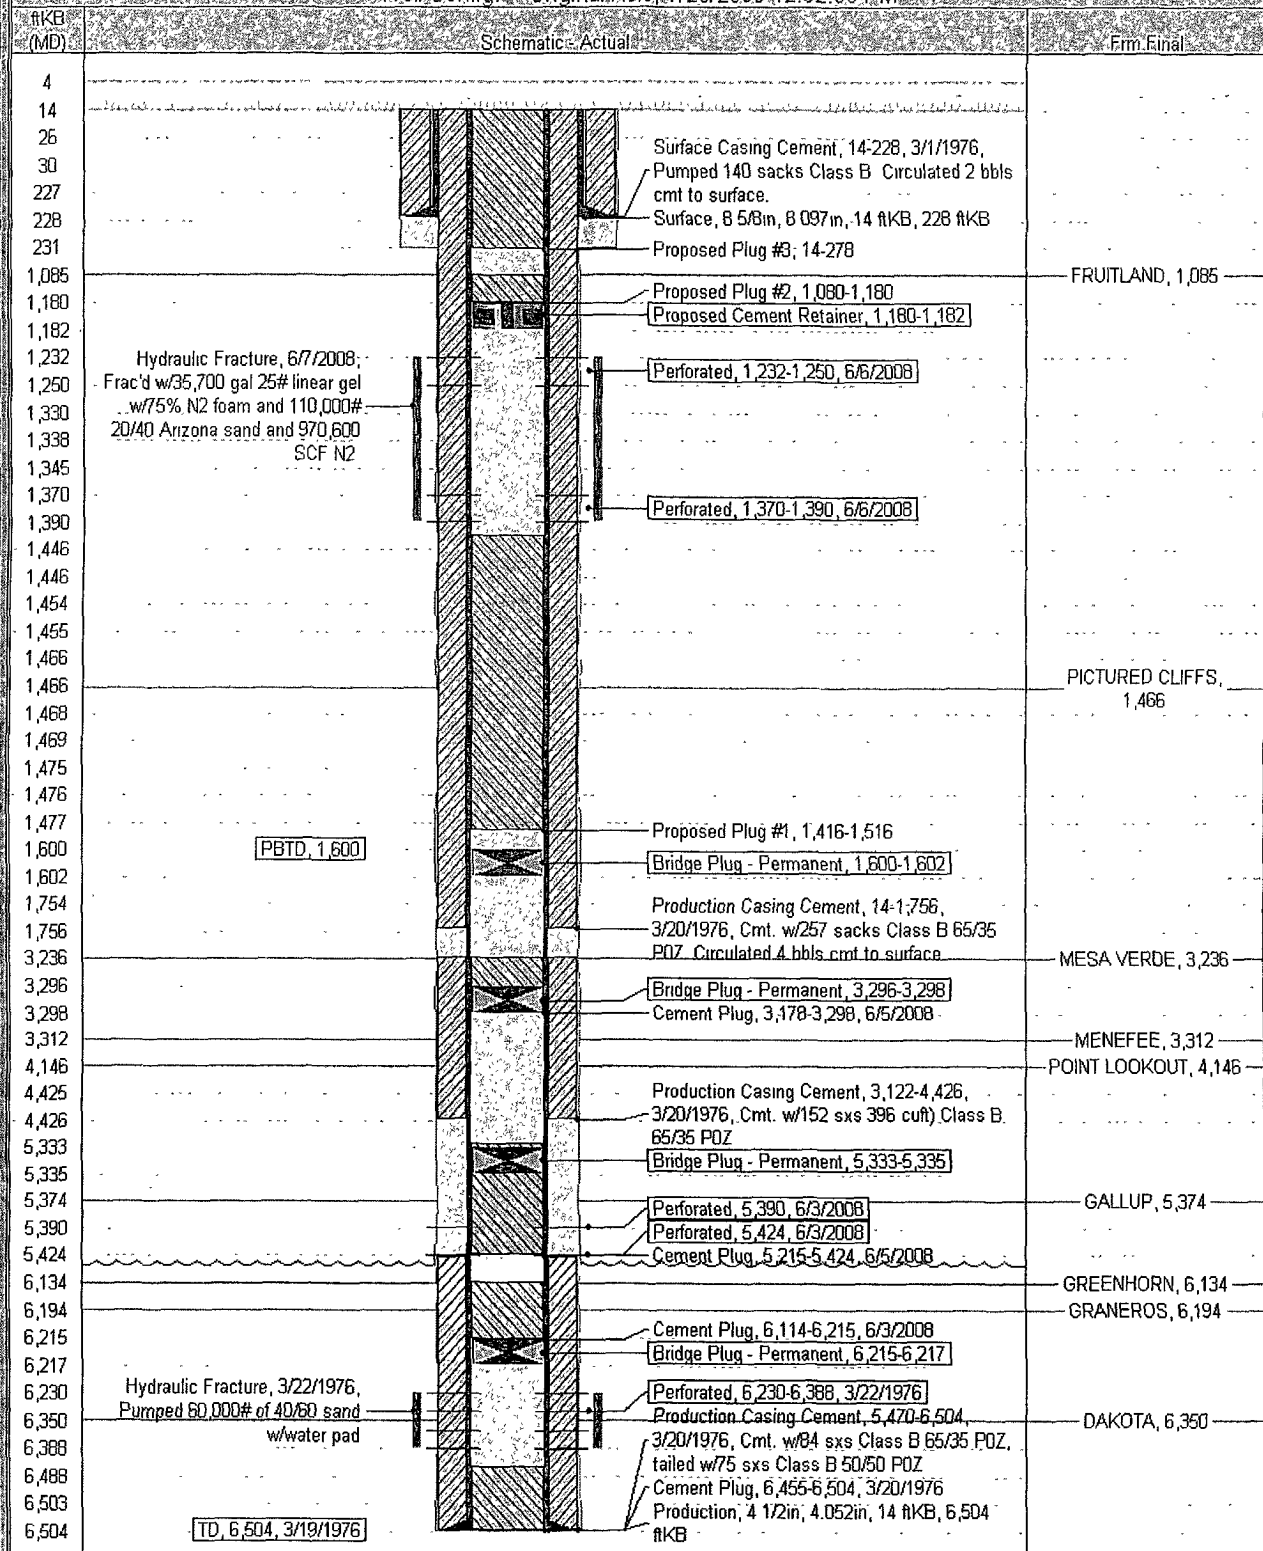 ftKB
(MD)
Schematic - Actual
Frm Final
4
14
26
30
227
228
231
1,085
1,180
1,182
1,232
1,250
1,330
1,338
1,345
1,370
1,390
1,446
1,446
1,454
1,455
1,466
1,466
1,468
1,469
1,475
1,476
1,477
1,600
1,602
1,754
1,756
3,236
3,296
3,298
3,312
4,146
4,425
4,426
5,333
5,335
5,374
5,390
5,424
6,134
6,194
6,215
6,217
6,230
6,350
6,388
6,488
6,503
6,504
Hydraulic Fracture, 6/7/2008,
Frac'd w/35,700 gal 25# linear gel
w/75% N2 foam and 110,000#
20/40 Arizona sand and 970,600
SCF N2
PBTD, 1,600
Hydraulic Fracture, 3/22/1976,
Pumped 60,000# of 40/60 sand
w/water pad
TD, 6,504, 3/19/1976
Surface Casing Cement, 14-228, 3/1/1976,
Pumped 140 sacks Class B Circulated 2 bbls
cmt to surface.
Surface, 8 5/8in, 8 097in, 14 ftKB, 228 ftKB
Proposed Plug #3, 14-278
Proposed Plug #2, 1,080-1,180
Proposed Cement Retainer, 1,180-1,182
Perforated, 1,232-1,250, 6/6/2008
Perforated, 1,370-1,390, 6/6/2008
Proposed Plug #1, 1,416-1,516
Bridge Plug - Permanent, 1,600-1,602
Production Casing Cement, 14-1,756,
3/20/1976, Cmt. w/257 sacks Class B 65/35
POZ Circulated 4 bbls cmt to surface
Bridge Plug - Permanent, 3,296-3,298
Cement Plug, 3,178-3,298, 6/5/2008
Production Casing Cement, 3,122-4,426,
3/20/1976, Cmt. w/152 sxs 396 cuft) Class B
65/35 POZ
Bridge Plug - Permanent, 5,333-5,335
Perforated, 5,390, 6/3/2008
Perforated, 5,424, 6/3/2008
Cement Plug, 5,215-5,424, 6/5/2008
Cement Plug, 6,114-6,215, 6/3/2008
Bridge Plug - Permanent, 6,215-6,217
Perforated, 6,230-6,388, 3/22/1976
Production Casing Cement, 5,470-6,504,
3/20/1976, Cmt. w/84 sxs Class B 65/35 POZ,
tailed w/75 sxs Class B 50/50 POZ
Cement Plug, 6,455-6,504, 3/20/1976
Production, 4 1/2in, 4.052in, 14 ftKB, 6,504
ftKB
FRUITLAND, 1,085
PICTURED CLIFFS,
1,466
MESA VERDE, 3,236
MENEFEE, 3,312
POINT LOOKOUT, 4,146
GALLUP, 5,374
GREENHORN, 6,134
GRANEROS, 6,194
DAKOTA, 6,350